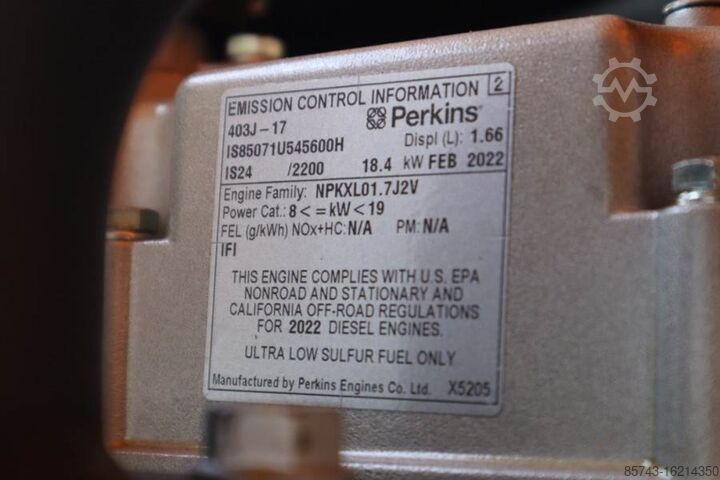 EMISSION CONTROL INFORMATION 2
403J-17 Perkins
IS85071U545600H Displ (L): 1.66
IS24 /2200 18.4 kW FEB 2022
Engine Family: NPKXL01.7J2V
Power Cat.: 8 < = kW < 19
FEL (g/kWh) NOx+HC: N/A PM: N/A
IFI
THIS ENGINE COMPLIES WITH U.S. EPA
NONROAD AND STATIONARY AND
CALIFORNIA OFF-ROAD REGULATIONS
FOR 2022 DIESEL ENGINES.
ULTRA LOW SULFUR FUEL ONLY
Manufactured by Perkins Engines Co. Ltd. X5205
85743-16214350